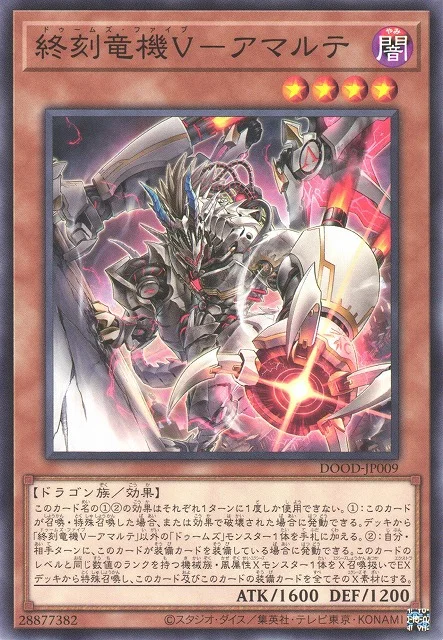 ドゥームズ・ファイブ
終刻竜機V－アマルテ
やみ
闇
DOOD-JP009
【ドラゴン族／効果】
このカード名の①②の効果はそれぞれ1ターンに1度しか使用できない。①：このカード
が召喚・特殊召喚した場合、または効果で破壊された場合に発動できる。デッキから
「終刻竜機V－アマルテ」以外の「ドゥームズ」モンスター1体を手札に加える。②：自分・
相手ターンに、このカードが装備カードを装備している場合に発動できる。このカードの
レベルと同じ数値のランクを持つ機械族・風属性Xモンスター1体をX召喚扱いでEX
デッキから特殊召喚し、このカード及びこのカードの装備カードを全てそのX素材にする。
ATK/1600 DEF/1200
28877382
©スタジオ・ダイス／集英社・テレビ東京・KONAMI